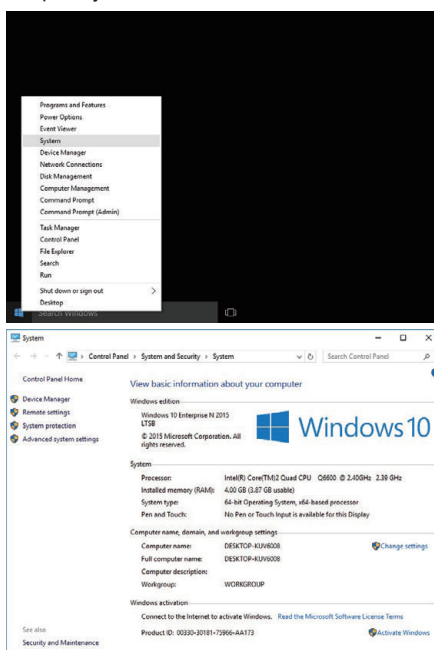 Programs and Features
Power Options
Event Viewer
System
Device Manager
Network Connections
Disk Management
Computer Management
Command Prompt
Command Prompt (Admin)
Task Manager
Control Panel
File Explorer
Search
Run
Shut down or sign out
Desktop
Search Windows
System
Control Panel › System and Security › System
Search Control Panel
Control Panel Home
Device Manager
Remote settings
System protection
Advanced system settings
View basic information about your computer
Windows edition
Windows 10 Enterprise N 2015
LTSB
© 2015 Microsoft Corporation. All
rights reserved.
Windows 10
System
Processor: Intel(R) Core(TM)2 Quad CPU Q6600 @ 2.40GHz 2.39 GHz
Installed memory (RAM): 4.00 GB (3.87 GB usable)
System type: 64-bit Operating System, x64-based processor
Pen and Touch: No Pen or Touch Input is available for this Display
Computer name, domain, and workgroup settings
Computer name: DESKTOP-KUV6008
Change settings
Full computer name: DESKTOP-KUV6008
Computer description:
Workgroup: WORKGROUP
Windows activation
Connect to the Internet to activate Windows. Read the Microsoft Software License Terms
Product ID: 00330-30181-75966-AA173
Activate Windows
See also
Security and Maintenance